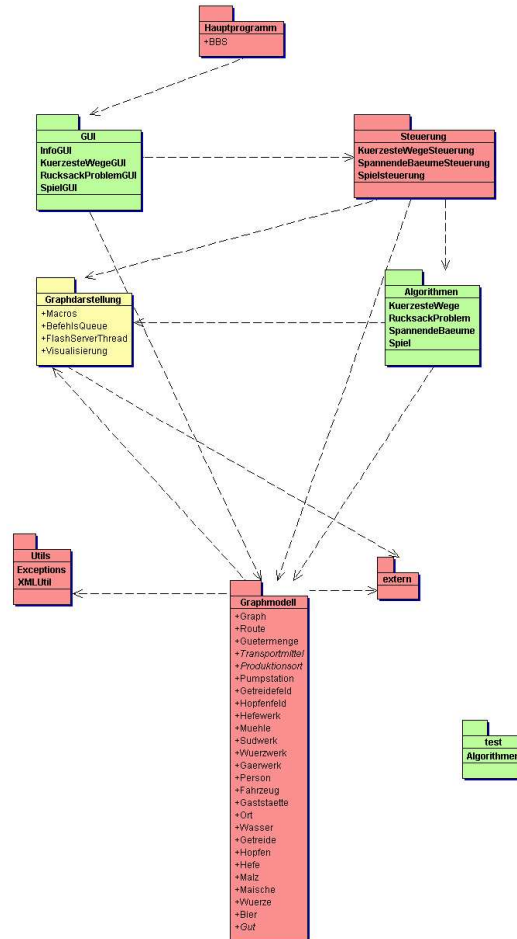 Hauptprogramm
+BBS
GUI
InfoGUI
KuerzesteWegeGUI
RucksackProblemGUI
SpielGUI
Steuerung
KuerzesteWegeSteuerung
SpannendeBaeumeSteuerung
Spielsteuerung
Graphdarstellung
+Macros
+BefehlsQueue
+FlashServerThread
+Visualisierung
Algorithmen
KuerzesteWege
RucksackProblem
SpannendeBaeume
Spiel
Utils
Exceptions
XMLUtil
extern
Graphmodell
+Graph
+Route
+Guetermenge
+Transportmittel
+Produktionsort
+Pumpstation
+Getreidefeld
+Hopfenfeld
+Hefewerk
+Muehle
+Sudwerk
+Wuerzwerk
+Gaerwerk
+Person
+Fahrzeug
+Gaststaette
+Ort
+Wasser
+Getreide
+Hopfen
+Hefe
+Malz
+Maische
+Wuerze
+Bier
+Gut
test
Algorithmen